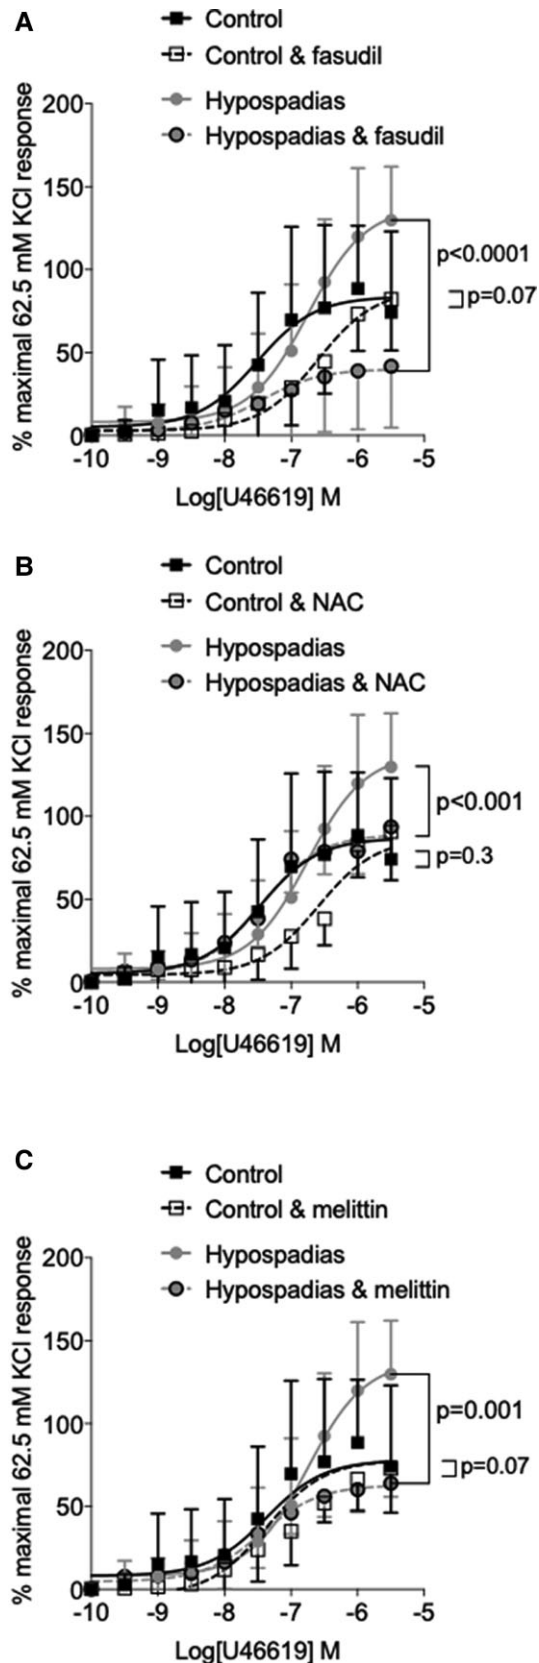 A
Control
Control & fasudil
Hypospadias
Hypospadias & fasudil
% maximal 62.5 mM KCl response
200
150
100
50
0
p<0.0001
p=0.07
-10 -9 -8 -7 -6 -5
Log[U46619] M
B
Control
Control & NAC
Hypospadias
Hypospadias & NAC
% maximal 62.5 mM KCl response
200
150
100
50
0
p<0.001
p=0.3
-10 -9 -8 -7 -6 -5
Log[U46619] M
C
Control
Control & melittin
Hypospadias
Hypospadias & melittin
% maximal 62.5 mM KCl response
200
150
100
50
0
p=0.001
p=0.07
-10 -9 -8 -7 -6 -5
Log[U46619] M